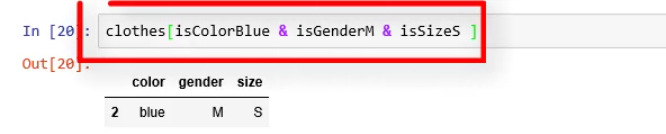 In [20]: clothes[isColorBlue & isGenderM & isSizeS ]
Out[20]:
color gender size
2 blue M S